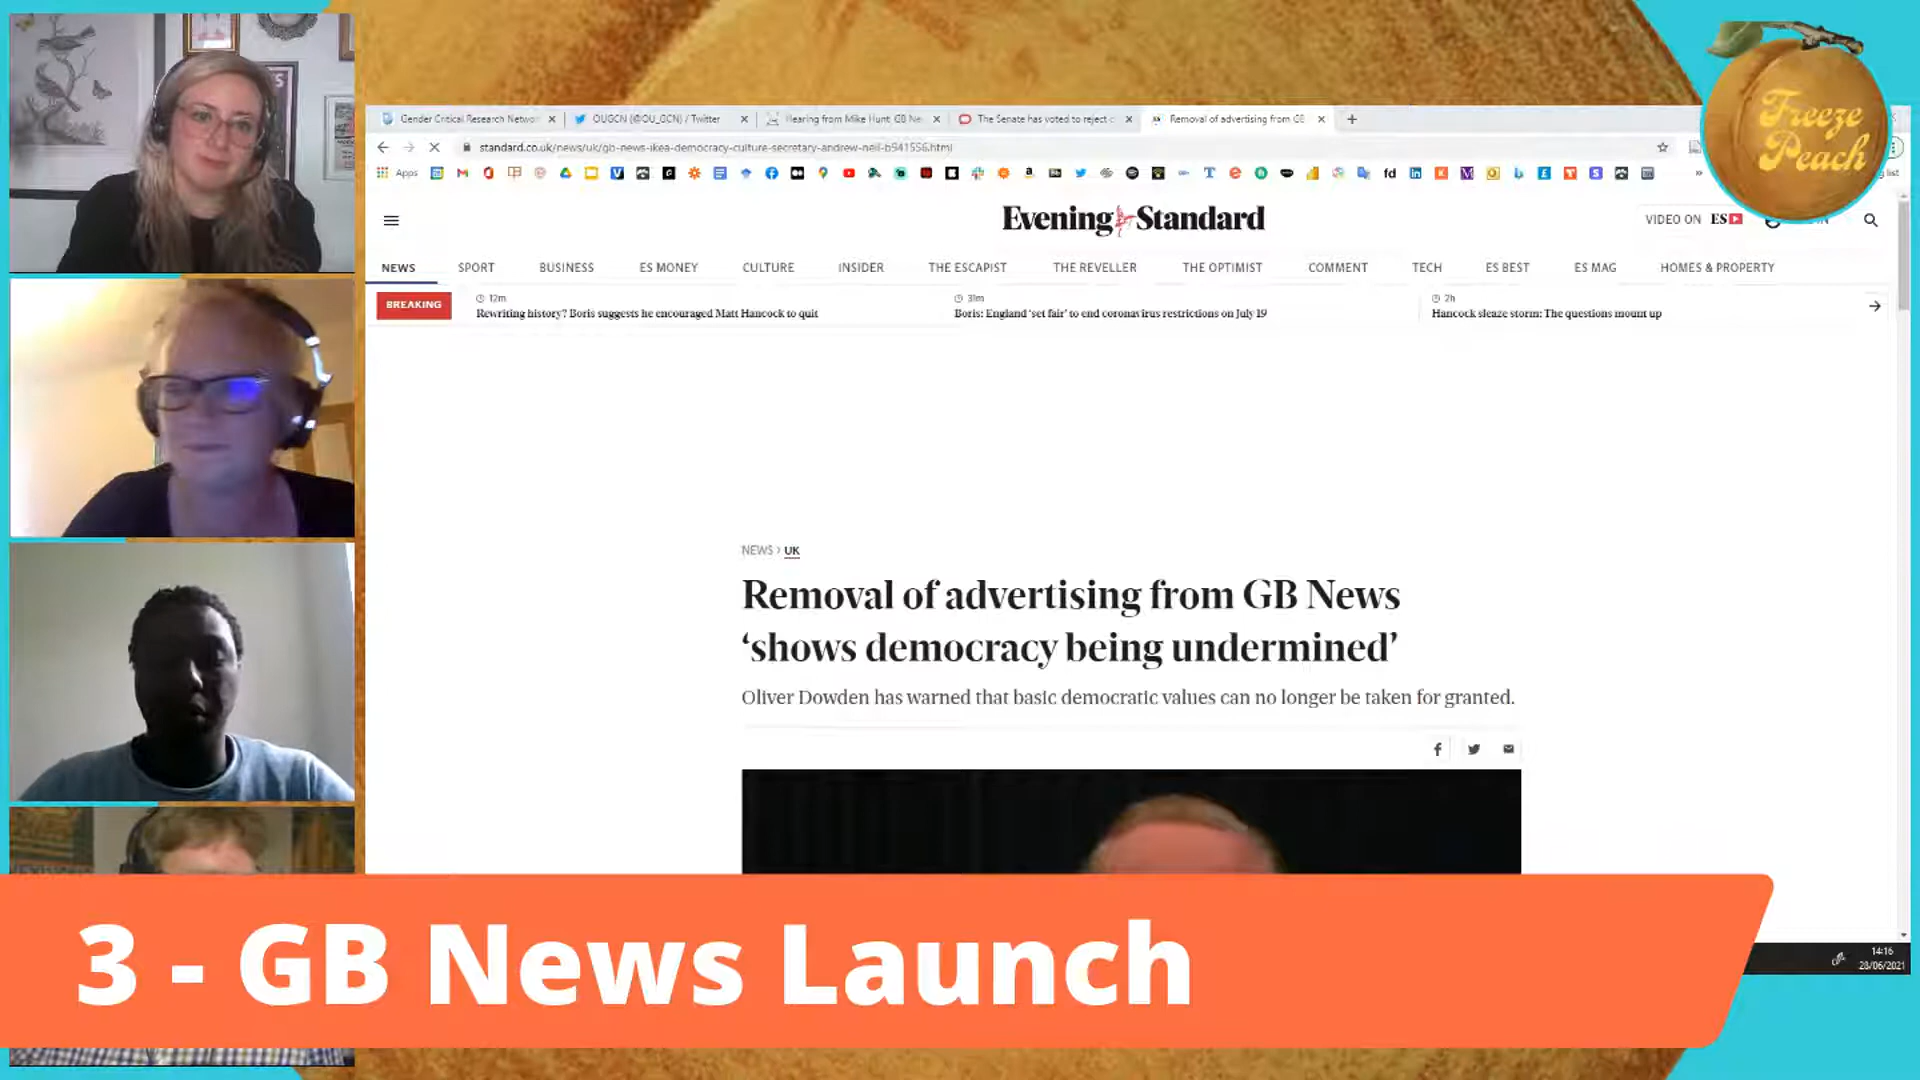 Freeze
Peach
Gender Critical Research Networ
OUGCN (@OU_GCN) / Twitter
Hearing from Mike Hunt: GB Ne
The Senate has voted to reject c
Removal of advertising from GB
standard.co.uk/news/uk/gb-news-ikea-democracy-culture-secretary-andrew-neil-b941556.html
Apps
Evening Standard
VIDEO ON ES
NEWS
SPORT
BUSINESS
ES MONEY
CULTURE
INSIDER
THE ESCAPIST
THE REVELLER
THE OPTIMIST
COMMENT
TECH
ES BEST
ES MAG
HOMES & PROPERTY
BREAKING
12m
Rewriting history? Boris suggests he encouraged Matt Hancock to quit
31m
Boris: England ‘set fair’ to end coronavirus restrictions on July 19
2h
Hancock sleaze storm: The questions mount up
NEWS › UK
Removal of advertising from GB News
‘shows democracy being undermined’
Oliver Dowden has warned that basic democratic values can no longer be taken for granted.
3 - GB News Launch
14:16
28/06/2021